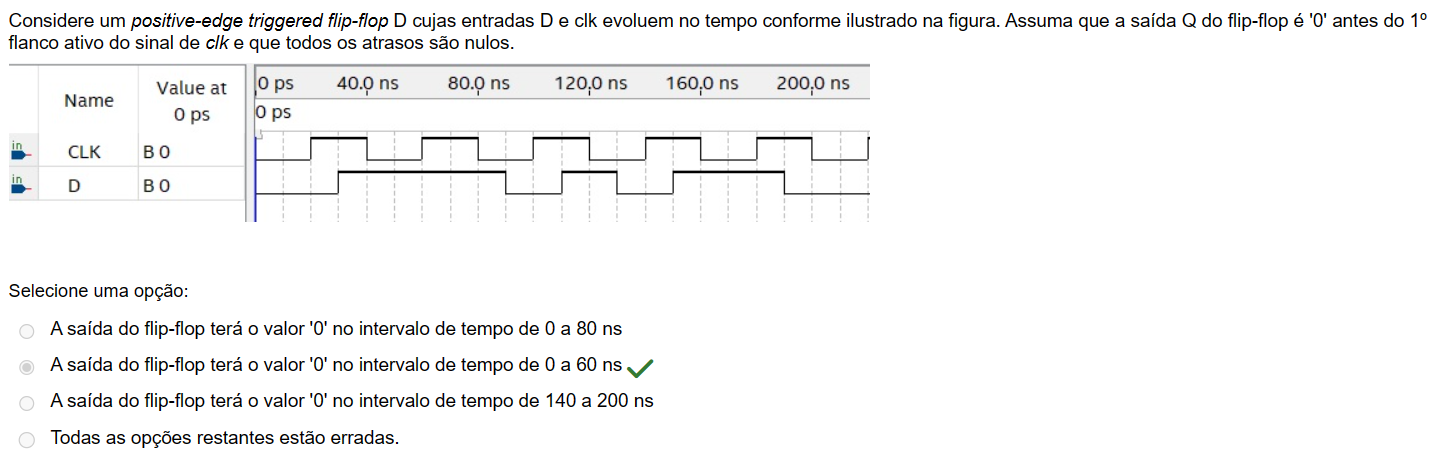 Considere um positive-edge triggered flip-flop D cujas entradas D e clk evoluem no tempo conforme ilustrado na figura. Assuma que a saída Q do flip-flop é '0' antes do 1º
flanco ativo do sinal de clk e que todos os atrasos são nulos.
Name
Value at
0 ps
0 ps 40.0 ns 80.0 ns 120,0 ns 160,0 ns 200,0 ns
0 ps
in CLK B 0
in D B 0
Selecione uma opção:
A saída do flip-flop terá o valor '0' no intervalo de tempo de 0 a 80 ns
A saída do flip-flop terá o valor '0' no intervalo de tempo de 0 a 60 ns
A saída do flip-flop terá o valor '0' no intervalo de tempo de 140 a 200 ns
Todas as opções restantes estão erradas.